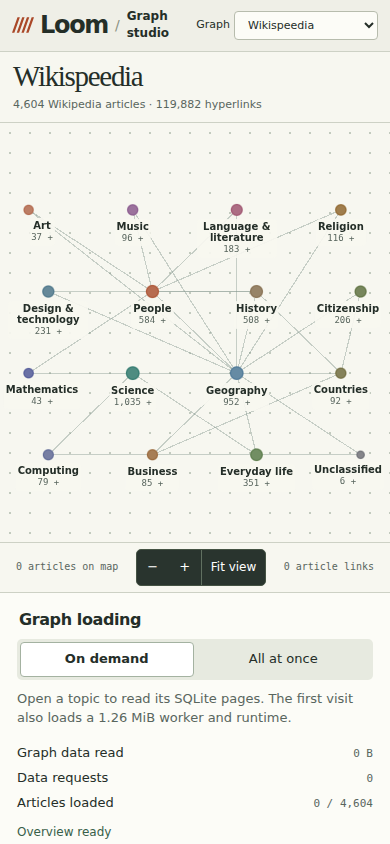 Loom / Graph studio Graph Wikispeedia
Wikispeedia
4,604 Wikipedia articles · 119,882 hyperlinks
Art Music Language & literature Religion
37 + 96 + 183 + 116 +
Design & technology People History Citizenship
231 + 584 + 508 + 206 +
Mathematics Science Geography Countries
43 + 1,035 + 952 + 92 +
Computing Business Everyday life Unclassified
79 + 85 + 351 + 6 +
0 articles on map − + Fit view 0 article links
Graph loading
On demand All at once
Open a topic to read its SQLite pages. The first visit
also loads a 1.26 MiB worker and runtime.
Graph data read 0 B
Data requests 0
Articles loaded 0 / 4,604
Overview ready